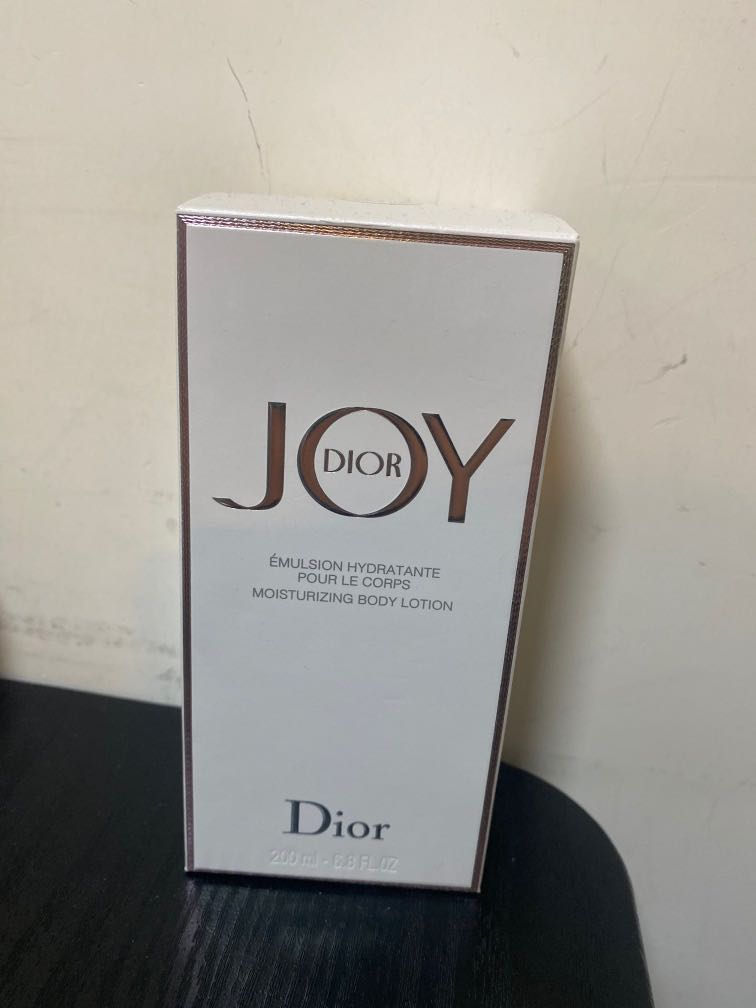 JOY
DIOR
ÉMULSION HYDRATANTE
POUR LE CORPS
MOISTURIZING BODY LOTION
Dior
200 ml - 6.8 FL.OZ